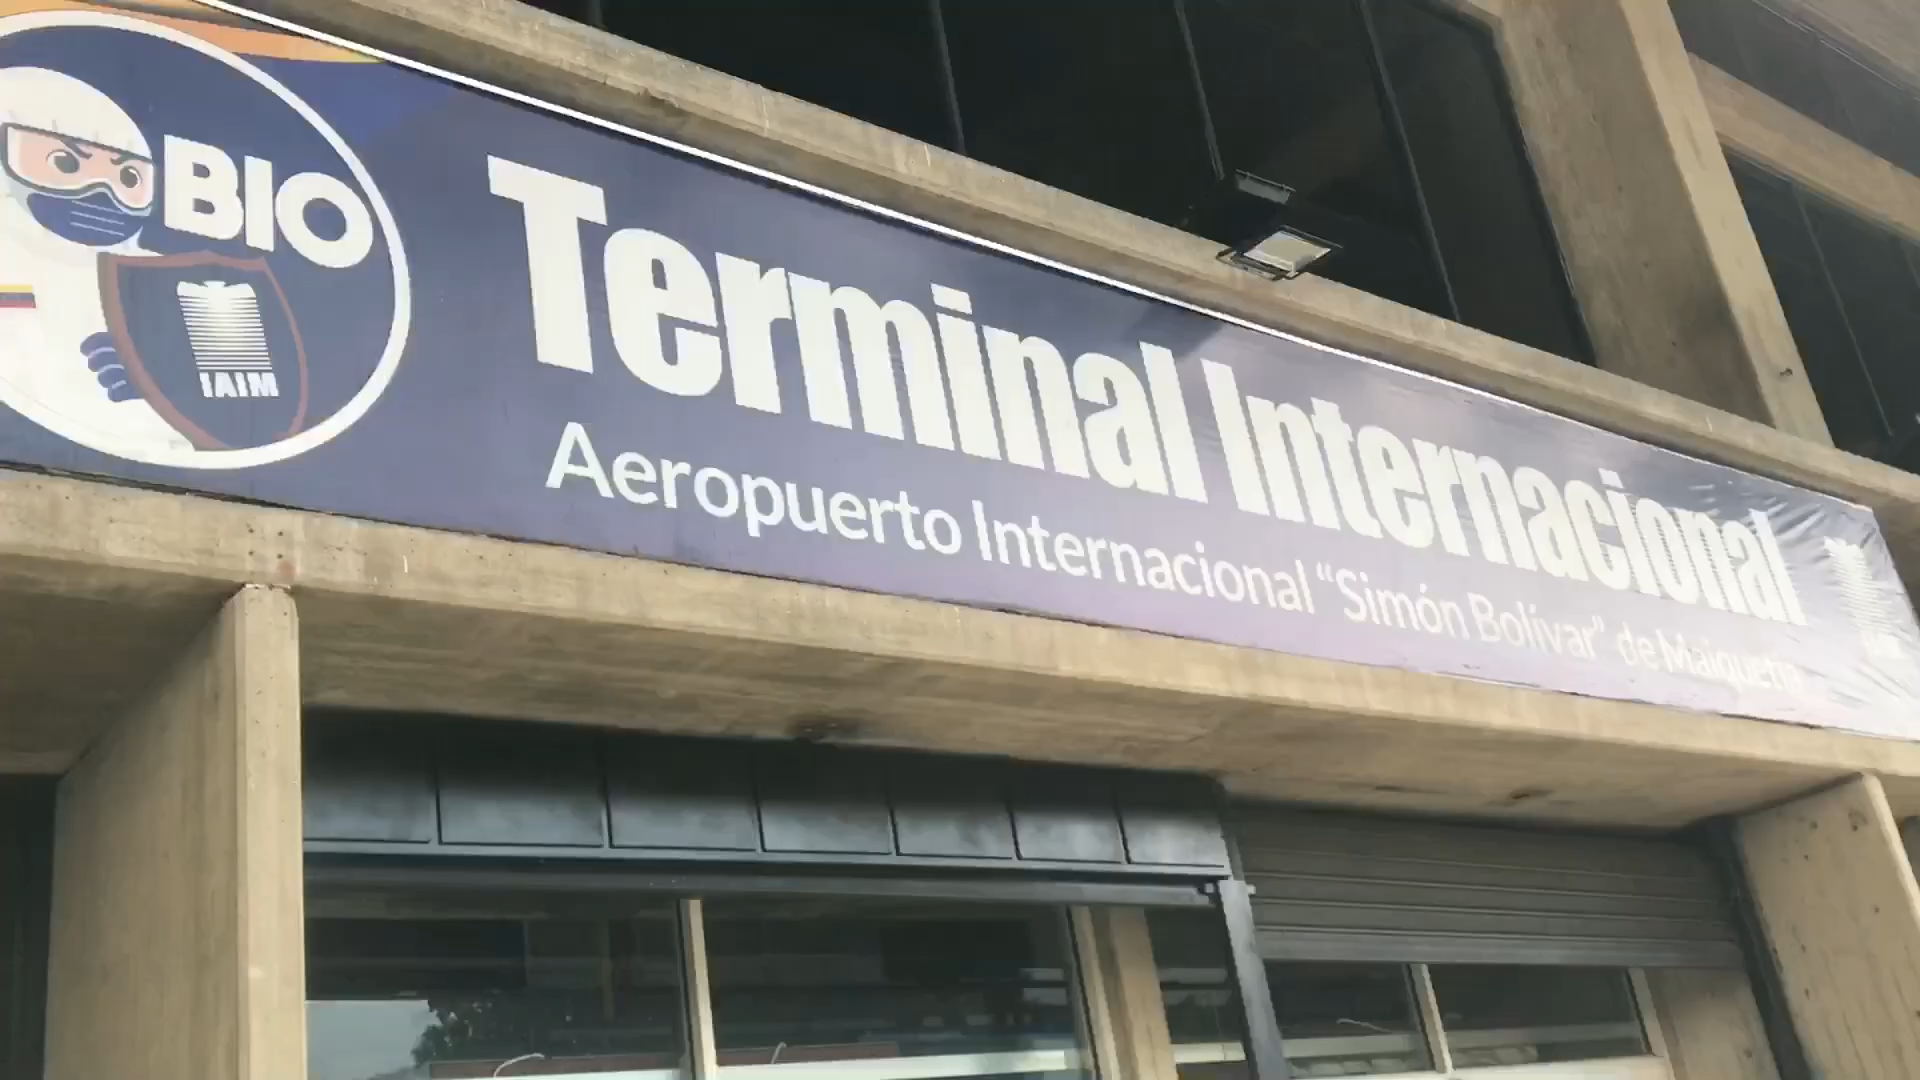 BIO
IAIM
Terminal Internacional
Aeropuerto Internacional “Simón Bolívar” de Maiquetía